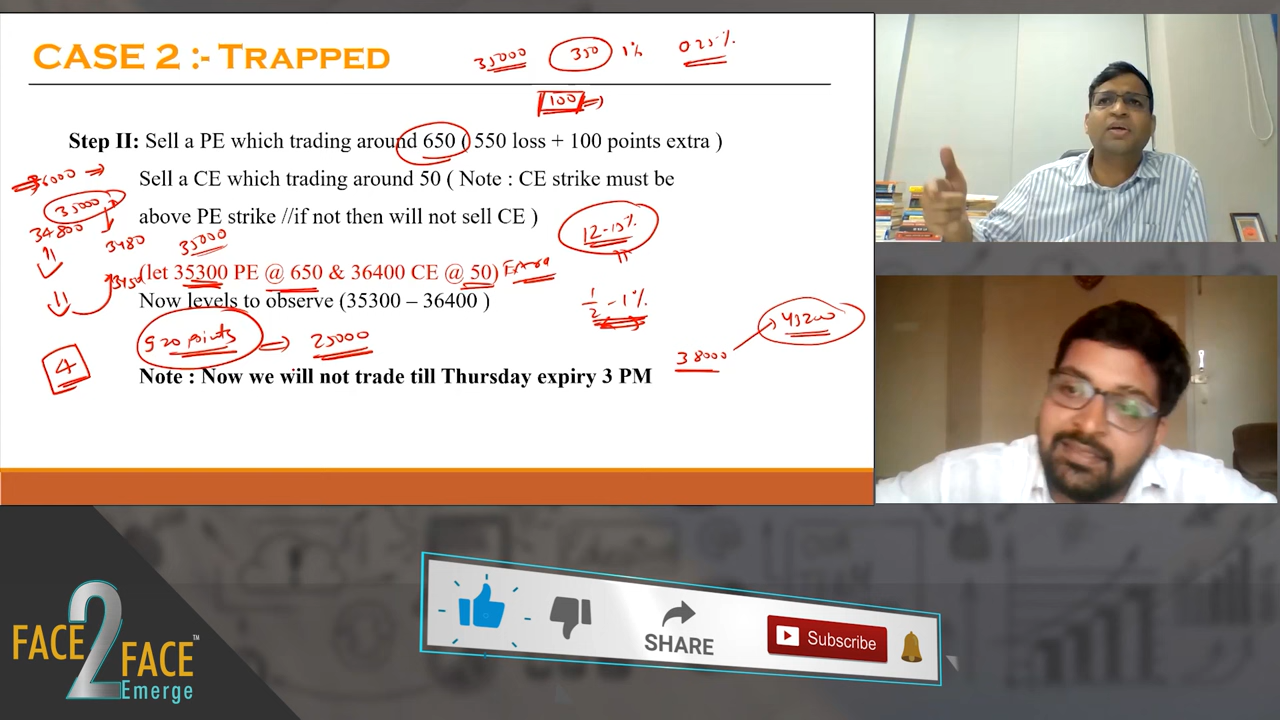 CASE 2 :- TRAPPED
35000 350 1% 0.25%
100
Step II: Sell a PE which trading around 650 ( 550 loss + 100 points extra )
36000
Sell a CE which trading around 50 ( Note : CE strike must be
35000
above PE strike //if not then will not sell CE )
34800
3480
35000
12-15%
(let 35300 PE @ 650 & 36400 CE @ 50) Extra
Now levels to observe (35300 – 36400 )
1/2 - 1%
520 points
25000
43200
38000
4
Note : Now we will not trade till Thursday expiry 3 PM
FACE 2 FACE™
Emerge
SHARE
Subscribe